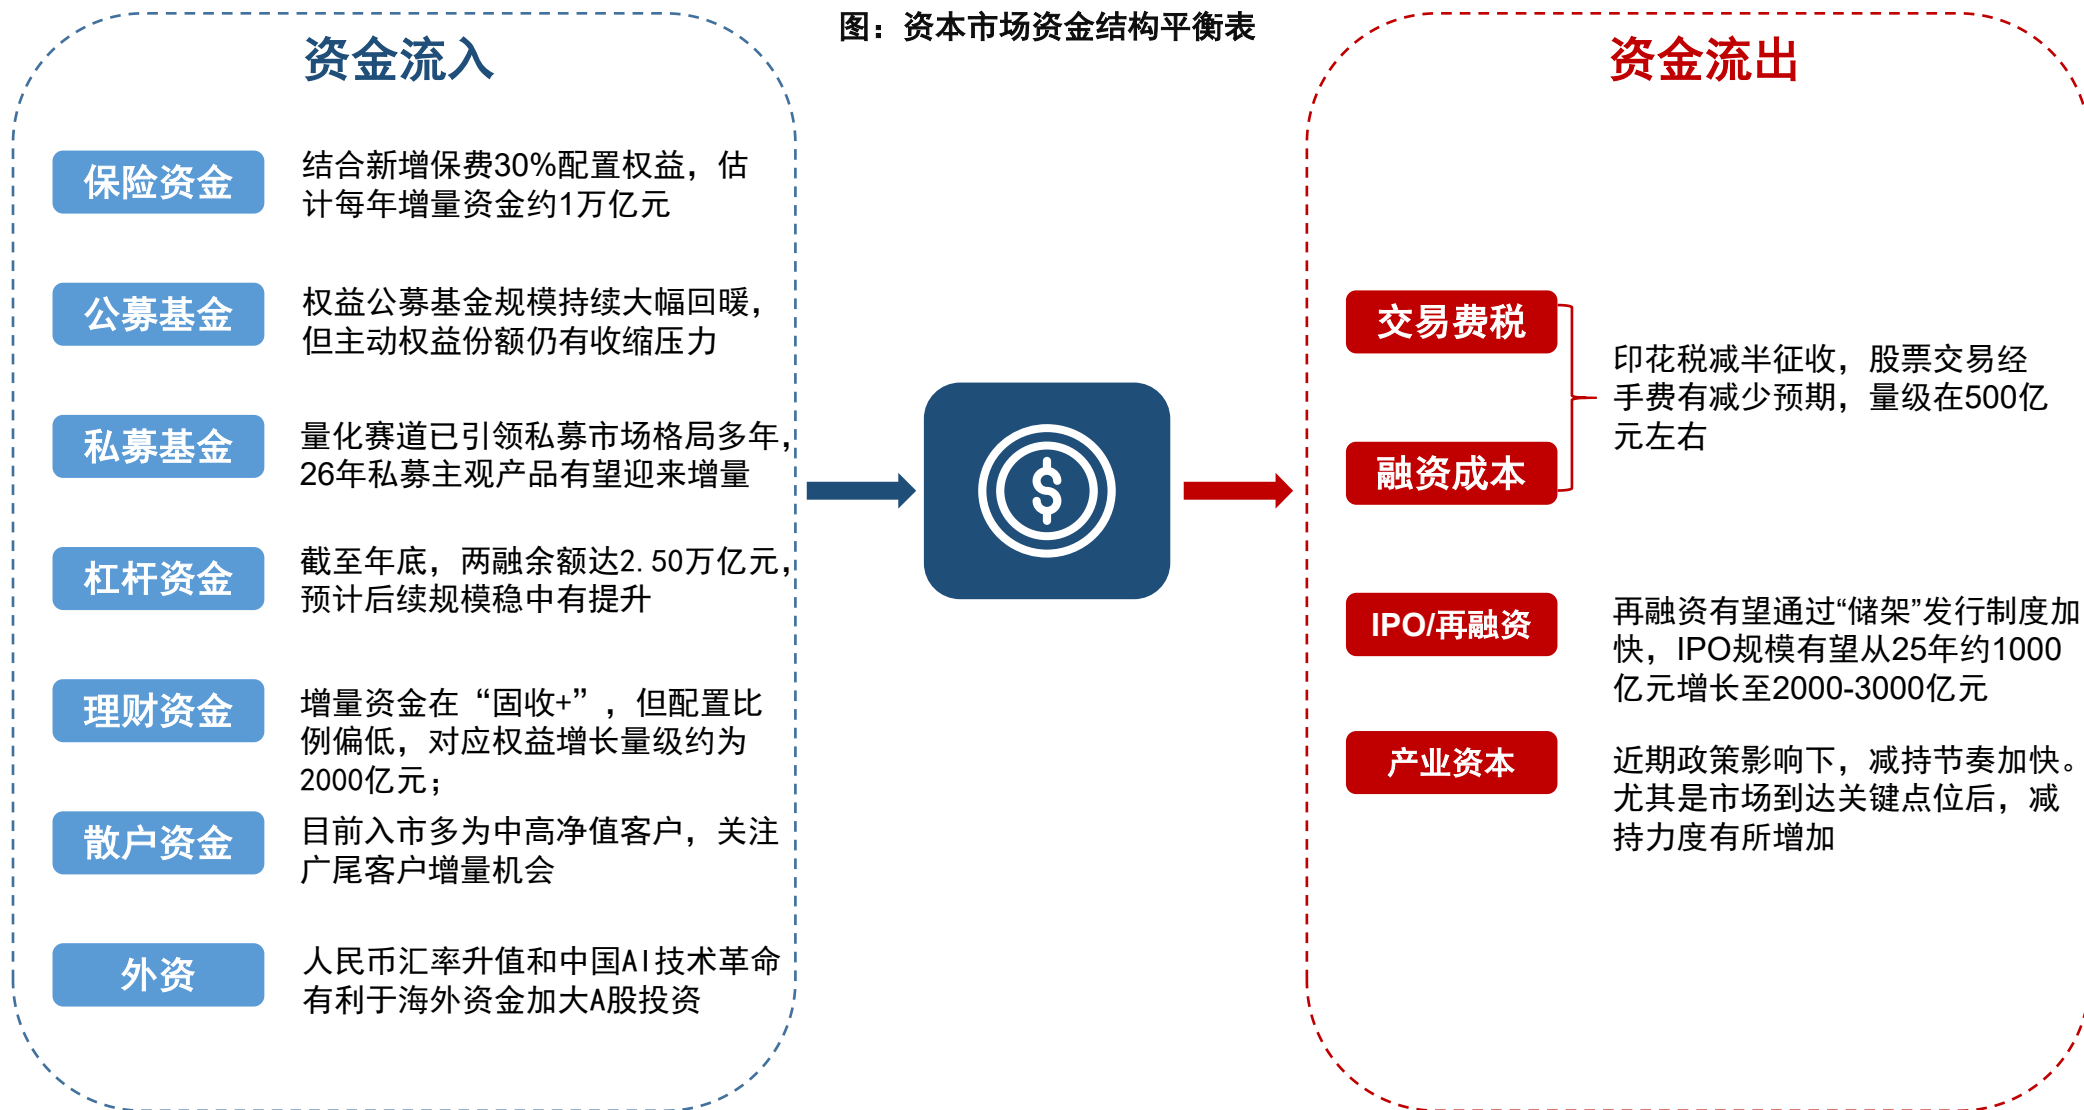 图：资本市场资金结构平衡表
资金流入
保险资金
结合新增保费30%配置权益，估
计每年增量资金约1万亿元
公募基金
权益公募基金规模持续大幅回暖，
但主动权益份额仍有收缩压力
私募基金
量化赛道已引领私募市场格局多年，
26年私募主观产品有望迎来增量
杠杆资金
截至年底，两融余额达2.50万亿元，
预计后续规模稳中有提升
理财资金
增量资金在“固收+”，但配置比
例偏低，对应权益增长量级约为
2000亿元；
散户资金
目前入市多为中高净值客户，关注
广尾客户增量机会
外资
人民币汇率升值和中国AI技术革命
有利于海外资金加大A股投资
$
资金流出
交易费税
融资成本
印花税减半征收，股票交易经
手费有减少预期，量级在500亿
元左右
IPO/再融资
再融资有望通过“储架”发行制度加
快，IPO规模有望从25年约1000
亿元增长至2000-3000亿元
产业资本
近期政策影响下，减持节奏加快。
尤其是市场到达关键点位后，减
持力度有所增加